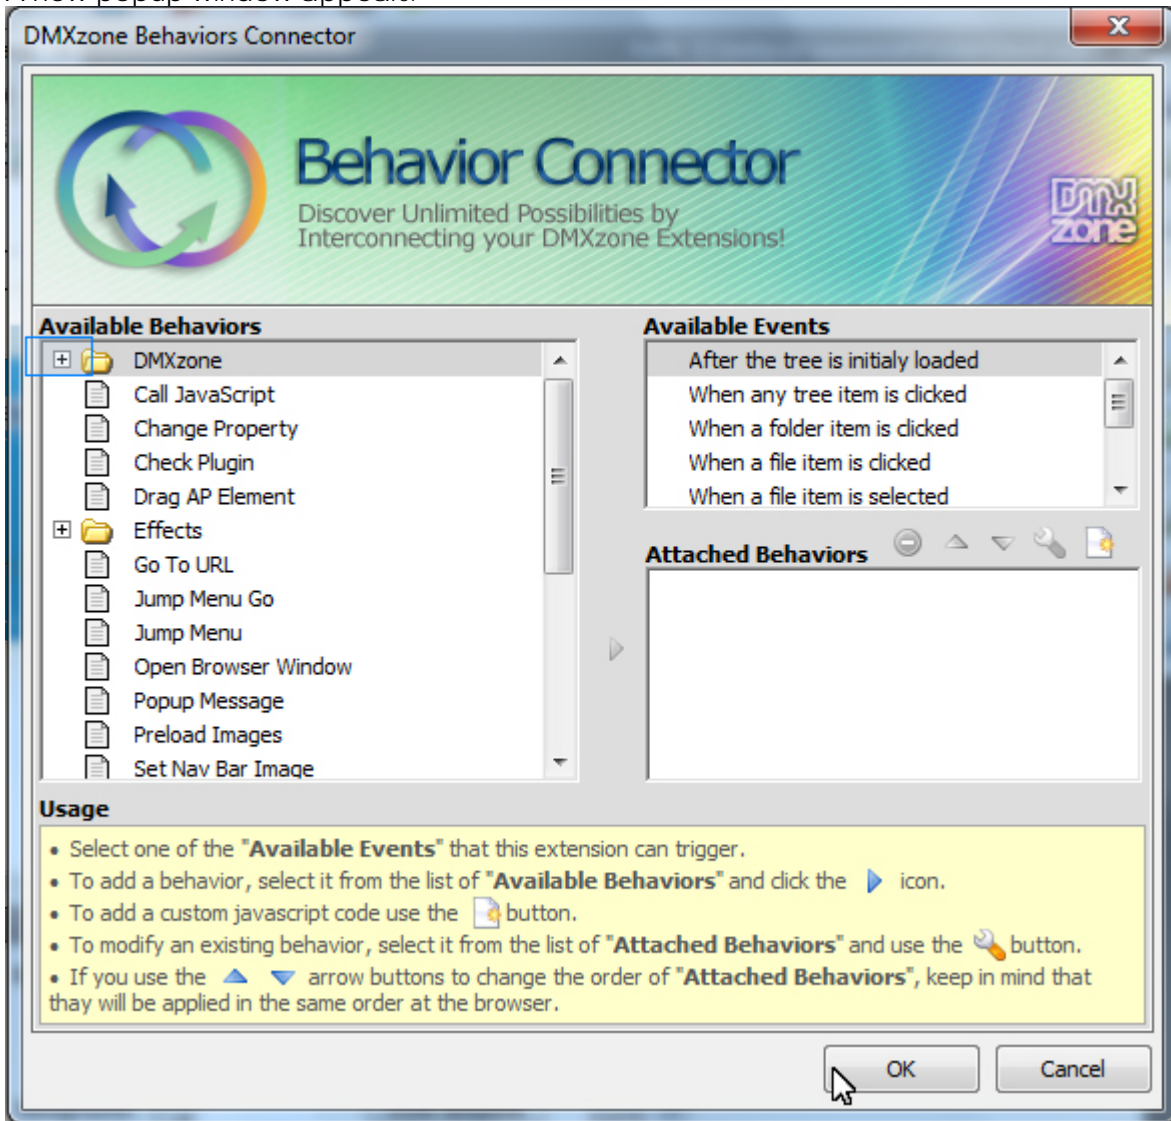 A new popup window appears.
DMXzone Behaviors Connector
Behavior Connector
Discover Unlimited Possibilities by
Interconnecting your DMXzone Extensions!
DMX
zone
Available Behaviors
DMXzone
Call JavaScript
Change Property
Check Plugin
Drag AP Element
Effects
Go To URL
Jump Menu Go
Jump Menu
Open Browser Window
Popup Message
Preload Images
Set Nav Bar Image
Available Events
After the tree is initialy loaded
When any tree item is clicked
When a folder item is clicked
When a file item is clicked
When a file item is selected
Attached Behaviors
Usage
• Select one of the "Available Events" that this extension can trigger.
• To add a behavior, select it from the list of "Available Behaviors" and click the icon.
• To add a custom javascript code use the button.
• To modify an existing behavior, select it from the list of "Attached Behaviors" and use the button.
• If you use the arrow buttons to change the order of "Attached Behaviors", keep in mind that
thay will be applied in the same order at the browser.
OK
Cancel